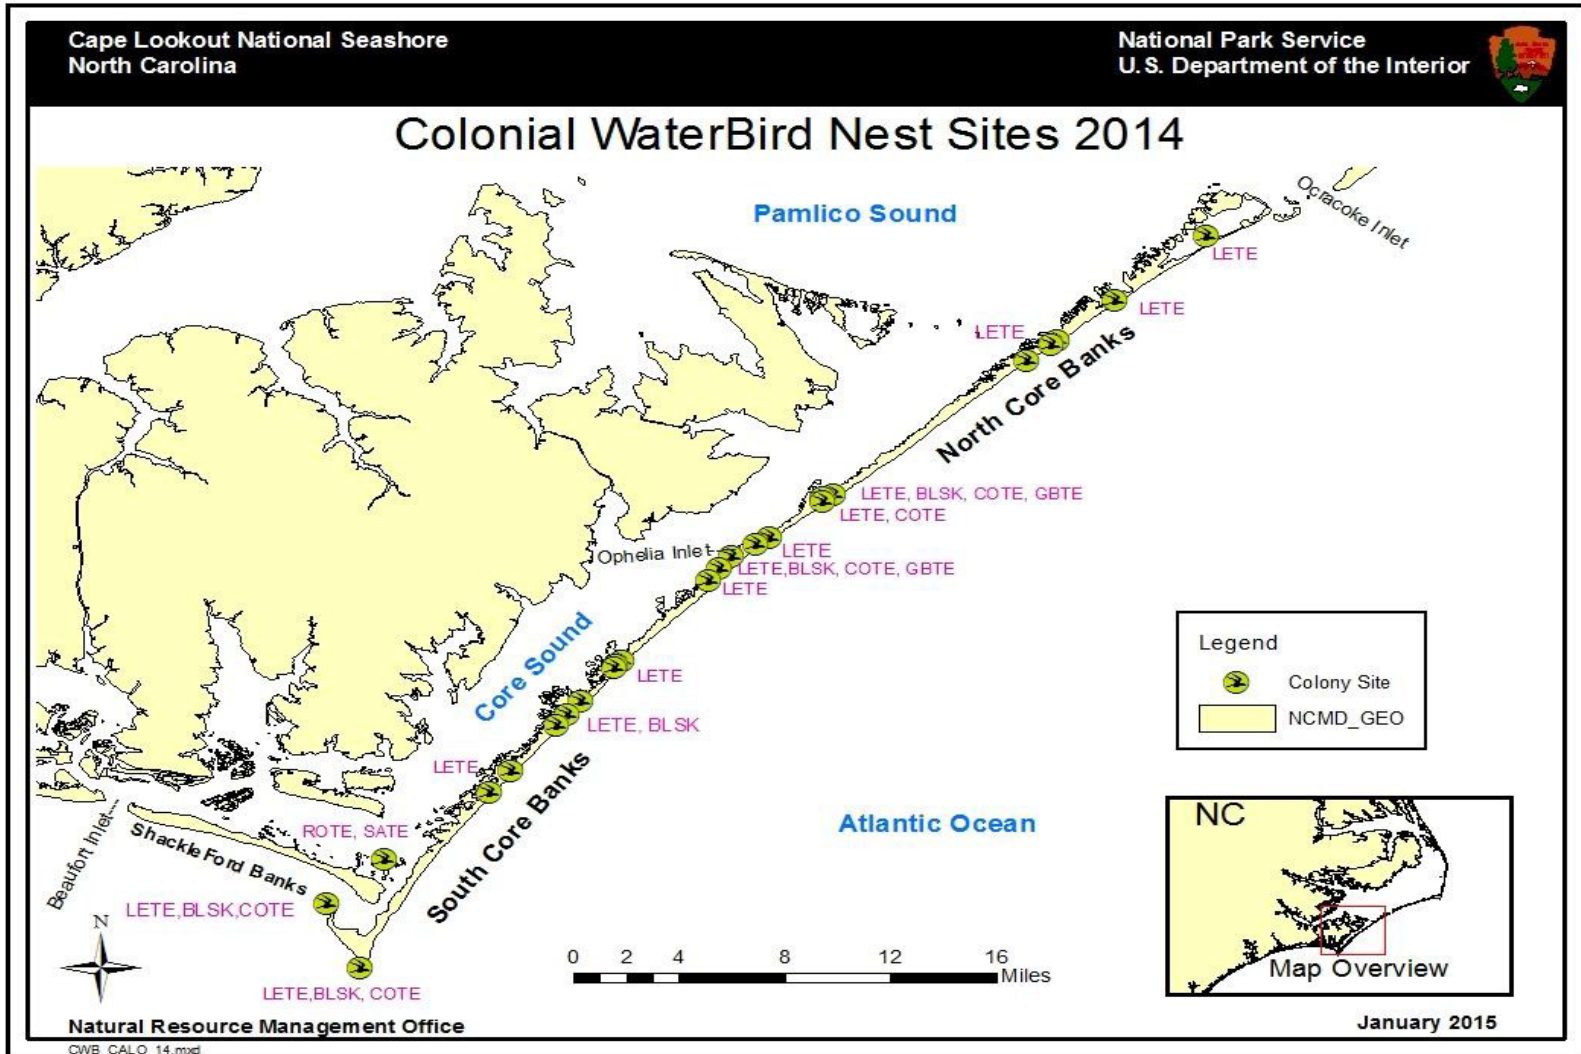 Cape Lookout National Seashore
North Carolina
National Park Service
U.S. Department of the Interior
Colonial WaterBird Nest Sites 2014
Pamlico Sound
Ocracoke Inlet
LETE
LETE
LETE
North Core Banks
LETE, BLSK, COTE, GBTE
LETE, COTE
Ophelia Inlet
LETE
LETE,BLSK, COTE, GBTE
LETE
Core Sound
LETE
LETE, BLSK
LETE
South Core Banks
Atlantic Ocean
ROTE, SATE
Beaufort Inlet
Shackle Ford Banks
LETE,BLSK,COTE
LETE,BLSK, COTE
N
0 2 4 8 12 16
Miles
Legend
Colony Site
NCMD_GEO
NC
Map Overview
Natural Resource Management Office
CWB_CALO_14.mxd
January 2015